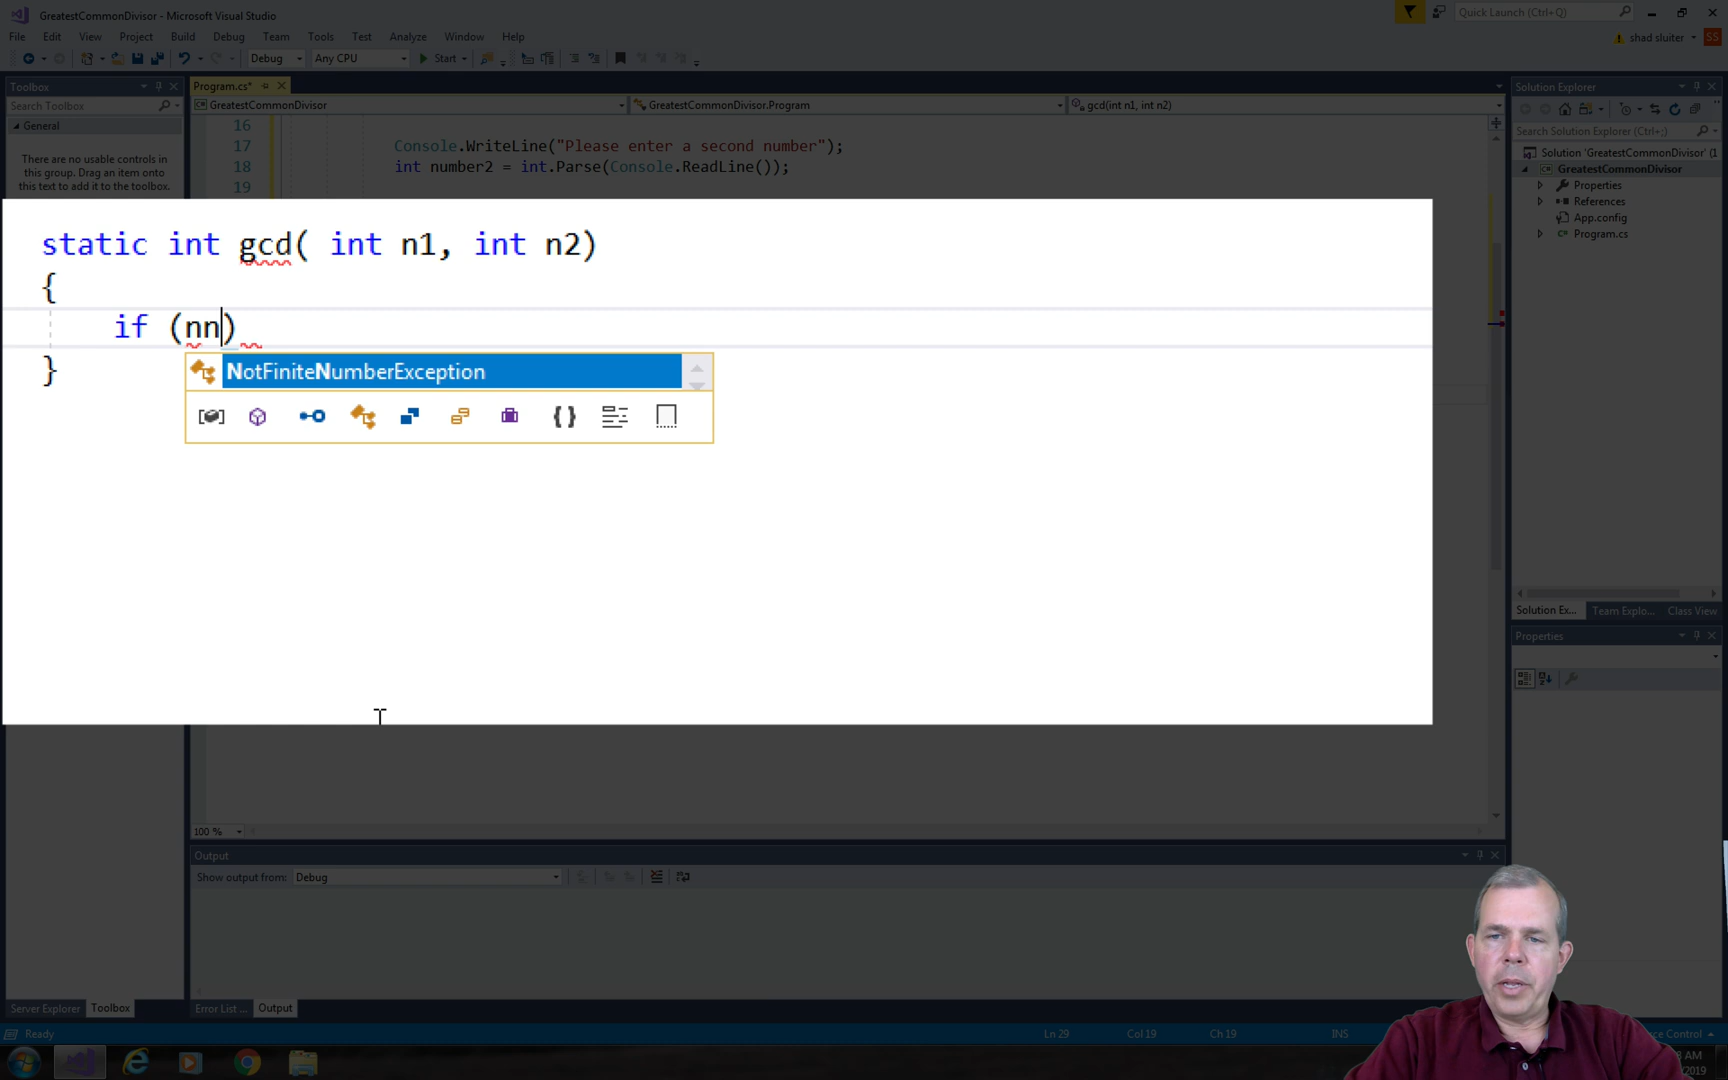 GreatestCommonDivisor - Microsoft Visual Studio
Quick Launch (Ctrl+Q)
File Edit View Project Build Debug Team Tools Test Analyze Window Help
shad sluiter SS
Debug Any CPU Start
Toolbox
Program.cs*
Solution Explorer
Search Toolbox
GreatestCommonDivisor GreatestCommonDivisor.Program gcd(int n1, int n2)
General
16
Search Solution Explorer (Ctrl+;)
There are no usable controls in
this group. Drag an item onto
this text to add it to the toolbox.
17 Console.WriteLine("Please enter a second number");
18 int number2 = int.Parse(Console.ReadLine());
19
Solution 'GreatestCommonDivisor' (1
GreatestCommonDivisor
Properties
References
App.config
Program.cs
static int gcd( int n1, int n2)
{
if (nn)
}
NotFiniteNumberException
Solution Ex... Team Explo... Class View
Properties
100 %
Output
Show output from: Debug
Server Explorer Toolbox
Error List ... Output
Ready
Ln 29 Col 19 Ch 19 INS